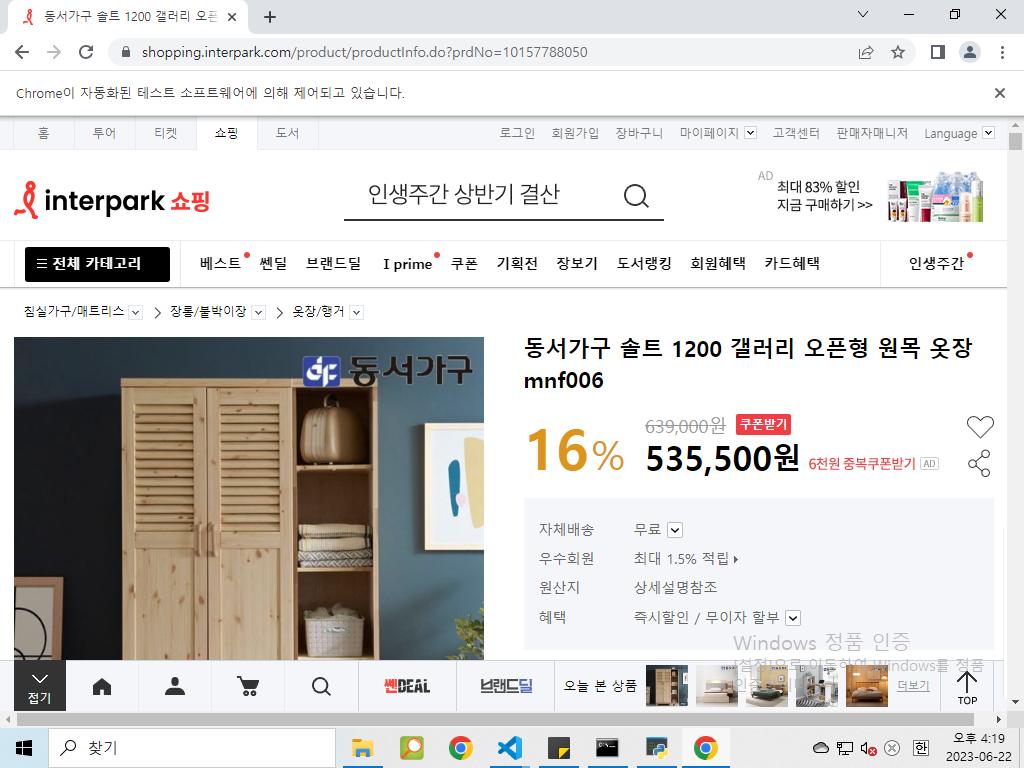 동서가구 솔트 1200 갤러리 오픈
shopping.interpark.com/product/productInfo.do?prdNo=10157788050
Chrome이 자동화된 테스트 소프트웨어에 의해 제어되고 있습니다.
홈 투어 티켓 쇼핑 도서 로그인 회원가입 장바구니 마이페이지 고객센터 판매자매니저 Language
interpark 쇼핑
인생주간 상반기 결산
AD 최대 83% 할인
지금 구매하기 >>
전체 카테고리 베스트 쎈딜 브랜드딜 I prime 쿠폰 기획전 장보기 도서랭킹 회원혜택 카드혜택 인생주간
침실가구/매트리스 장롱/붙박이장 옷장/행거
동서가구
동서가구 솔트 1200 갤러리 오픈형 원목 옷장
mnf006
16%
639,000원 쿠폰받기
535,500원 6천원 중복쿠폰받기 AD
자체배송 무료
우수회원 최대 1.5% 적립
원산지 상세설명참조
혜택 즉시할인 / 무이자 할부
Windows 정품 인증
[설정]으로 이동하여 Windows를 정품
접기 쎈DEAL 브랜드딜 오늘 본 상품 더보기 TOP
찾기
한
오후 4:19
2023-06-22